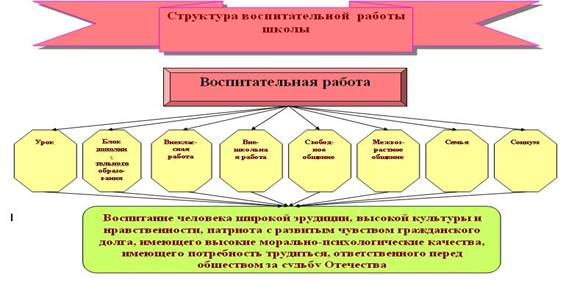 Структура воспитательной работы
школы
Воспитательная работа
Урок
Блок
дополни
тельного
образо-
вания
Внеклас-
сная
работа
Вне-
школьна
я работа
Свобод-
ное
общение
Межвоз-
растное
общение
Семья
Социум
Воспитание человека широкой эрудиции, высокой культуры и
нравственности, патриота с развитым чувством гражданского
долга, имеющего высокие морально-психологические качества,
имеющего потребность трудиться, ответственного перед
обществом за судьбу Отечества